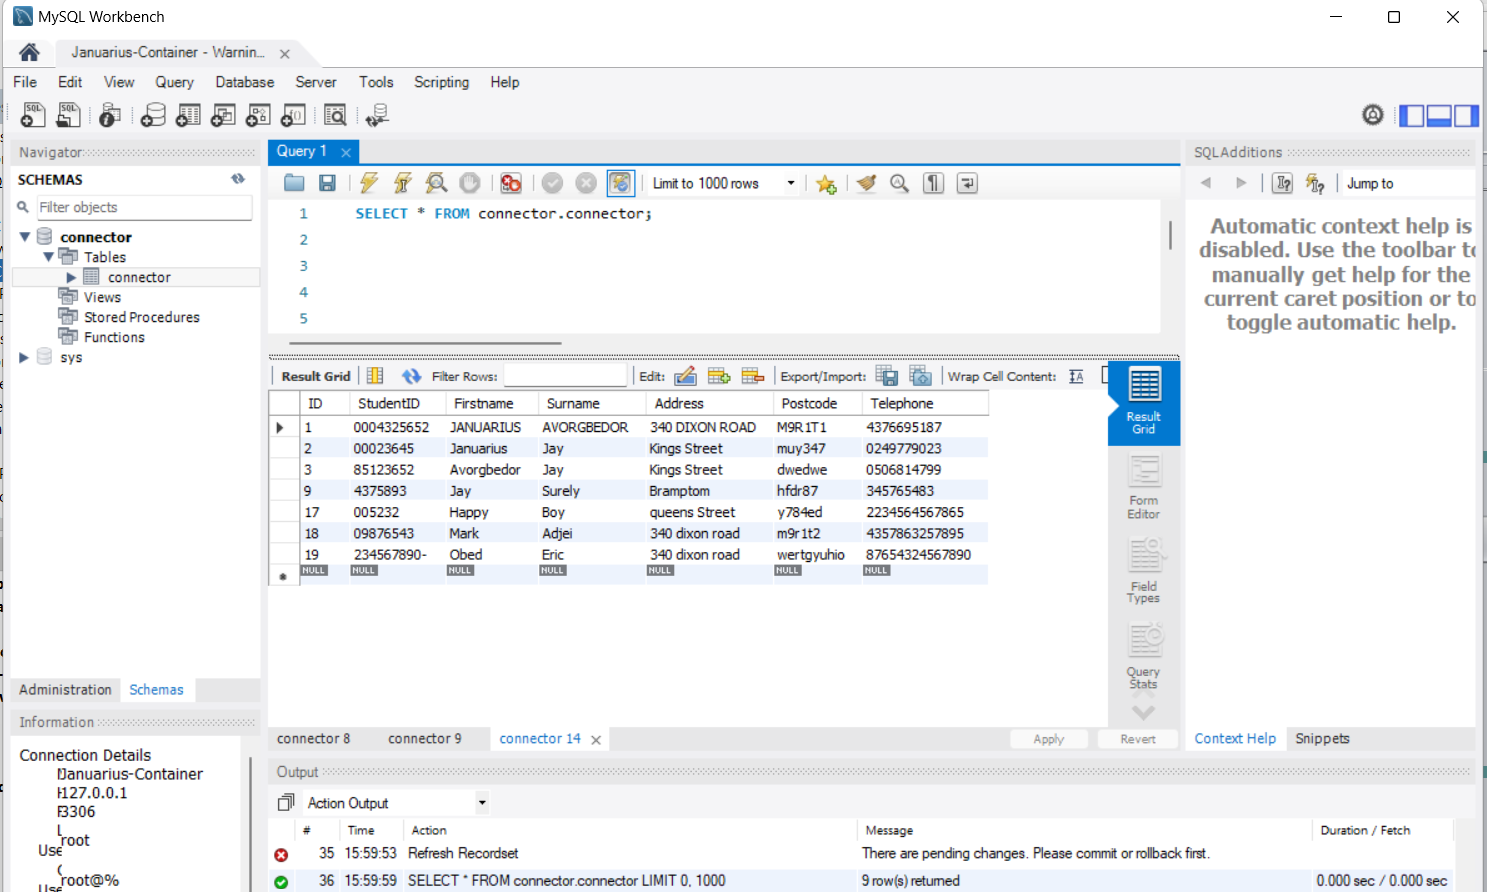 MySQL Workbench
Januarius-Container - Warnin...
File Edit View Query Database Server Tools Scripting Help
Navigator
SCHEMAS
Filter objects
connector
Tables
connector
Views
Stored Procedures
Functions
sys
Administration Schemas
Information
Connection Details
Januarius-Container
127.0.0.1
3306
root
root@%
Query 1
Limit to 1000 rows
1 SELECT * FROM connector.connector;
2
3
4
5
Result Grid Filter Rows: Edit: Export/Import: Wrap Cell Content:
ID StudentID Firstname Surname Address Postcode Telephone
1 0004325652 JANUARIUS AVORGBEDOR 340 DIXON ROAD M9R1T1 4376695187
2 00023645 Januarius Jay Kings Street muy347 0249779023
3 85123652 Avorgbedor Jay Kings Street dwedwe 0506814799
9 4375893 Jay Surely Bramptom hfdr87 345765483
17 005232 Happy Boy queens Street y784ed 2234564567865
18 09876543 Mark Adjei 340 dixon road m9r1t2 4357863257895
19 234567890- Obed Eric 340 dixon road wertgyuhio 87654324567890
NULL NULL NULL NULL NULL NULL NULL
Result
Grid
Form
Editor
Field
Types
Query
Stats
connector 8 connector 9 connector 14 Apply Revert
SQLAdditions
Jump to
Automatic context help is
disabled. Use the toolbar to
manually get help for the
current caret position or to
toggle automatic help.
Context Help Snippets
Output
Action Output
# Time Action Message Duration / Fetch
35 15:59:53 Refresh Recordset There are pending changes. Please commit or rollback first.
36 15:59:59 SELECT * FROM connector.connector LIMIT 0, 1000 9 row(s) returned 0.000 sec / 0.000 sec